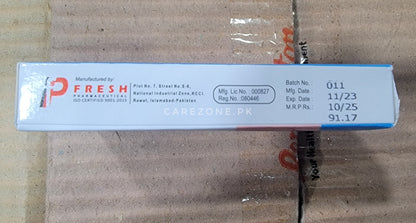 Manufactured by:
FRESH
PHARMACEUTICAL
ISO CERTIFIED 9001:2015
Plot No. 7, Street No.S-6,
National Industrial Zone,RCCI,
Rawat, Islamabad-Pakistan.
Mfg. Lic No. 000827
Reg No. 080446
Batch No. : 011
Mfg. Date : 11/23
Exp. Date : 10/25
M.R.P Rs. : 91.17
CAREZONE.PK
Your Health